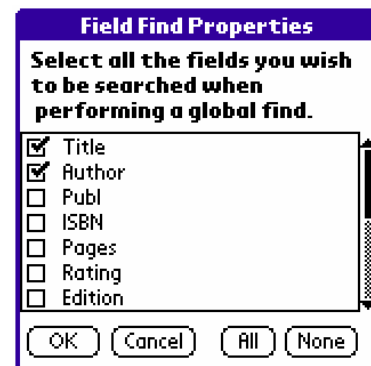 Field Find Properties
Select all the fields you wish
to be searched when
performing a global find.
Title
Author
Publ
ISBN
Pages
Rating
Edition
OK Cancel All None